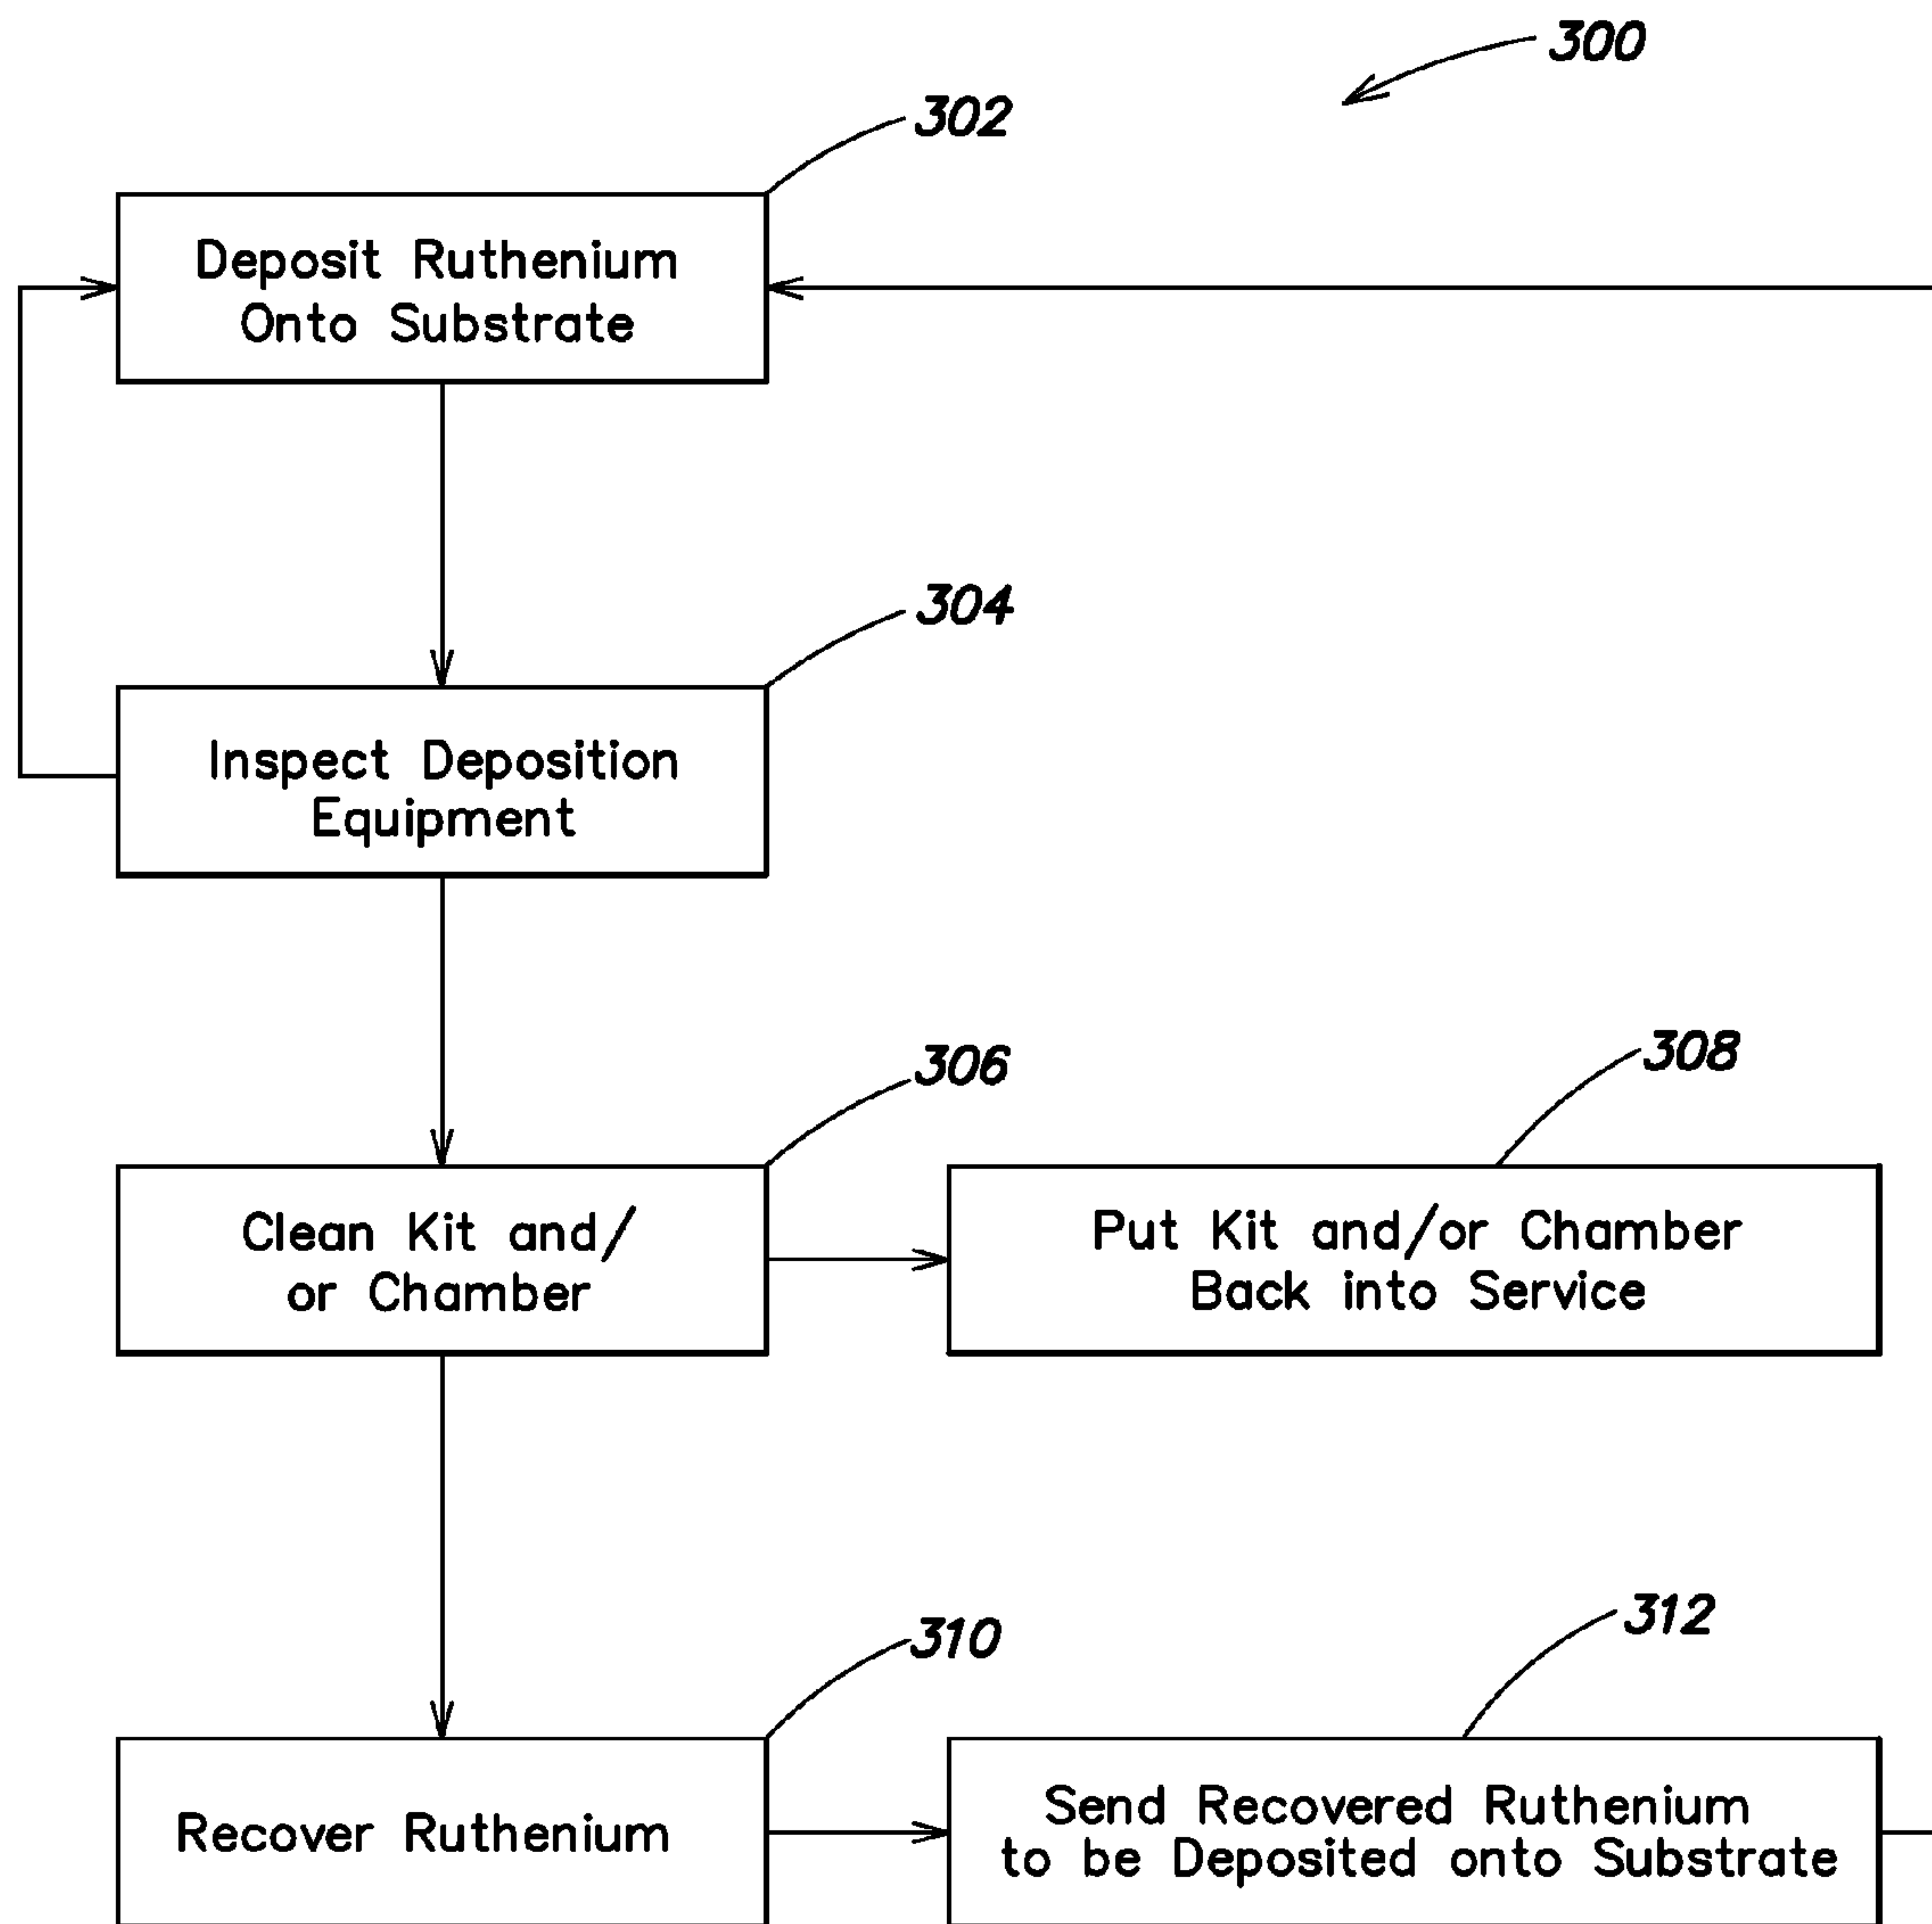 300
302
Deposit Ruthenium
Onto Substrate
304
Inspect Deposition
Equipment
306
Clean Kit and/
or Chamber
308
Put Kit and/or Chamber
Back into Service
310
Recover Ruthenium
312
Send Recovered Ruthenium
to be Deposited onto Substrate